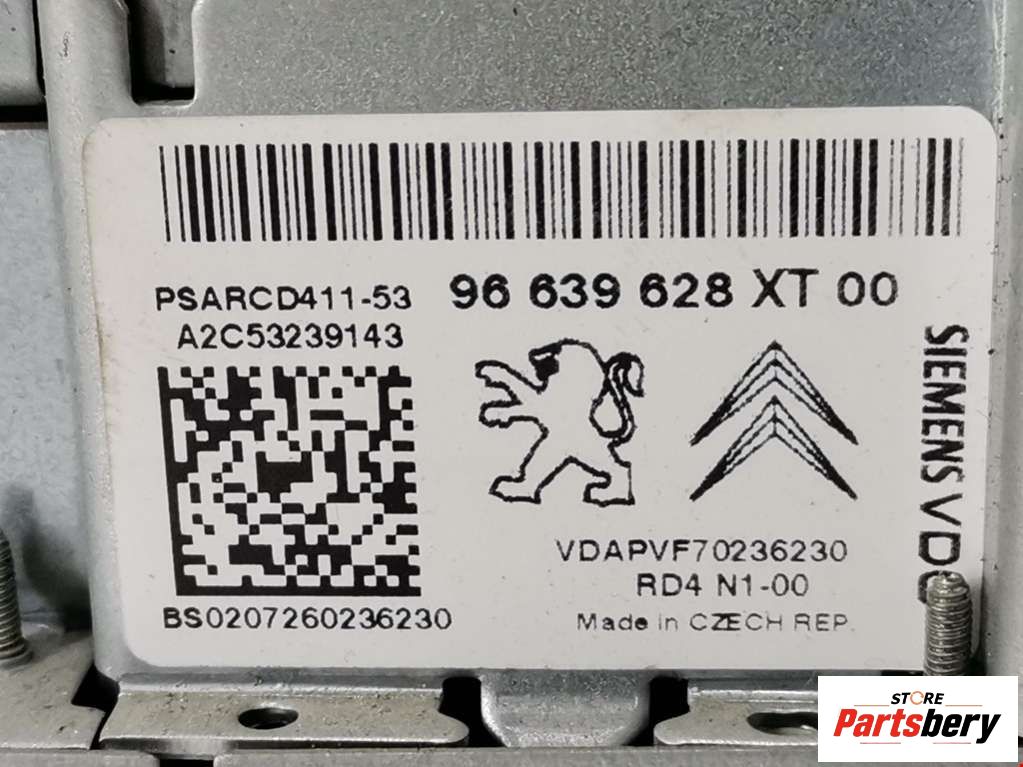 PSARCD411-53 96 639 628 XT 00
A2C53239143
SIEMENS VDO
VDAPVF70236230
RD4 N1-00
BS0207260236230
Made in CZECH REP.
STORE
Partsbery